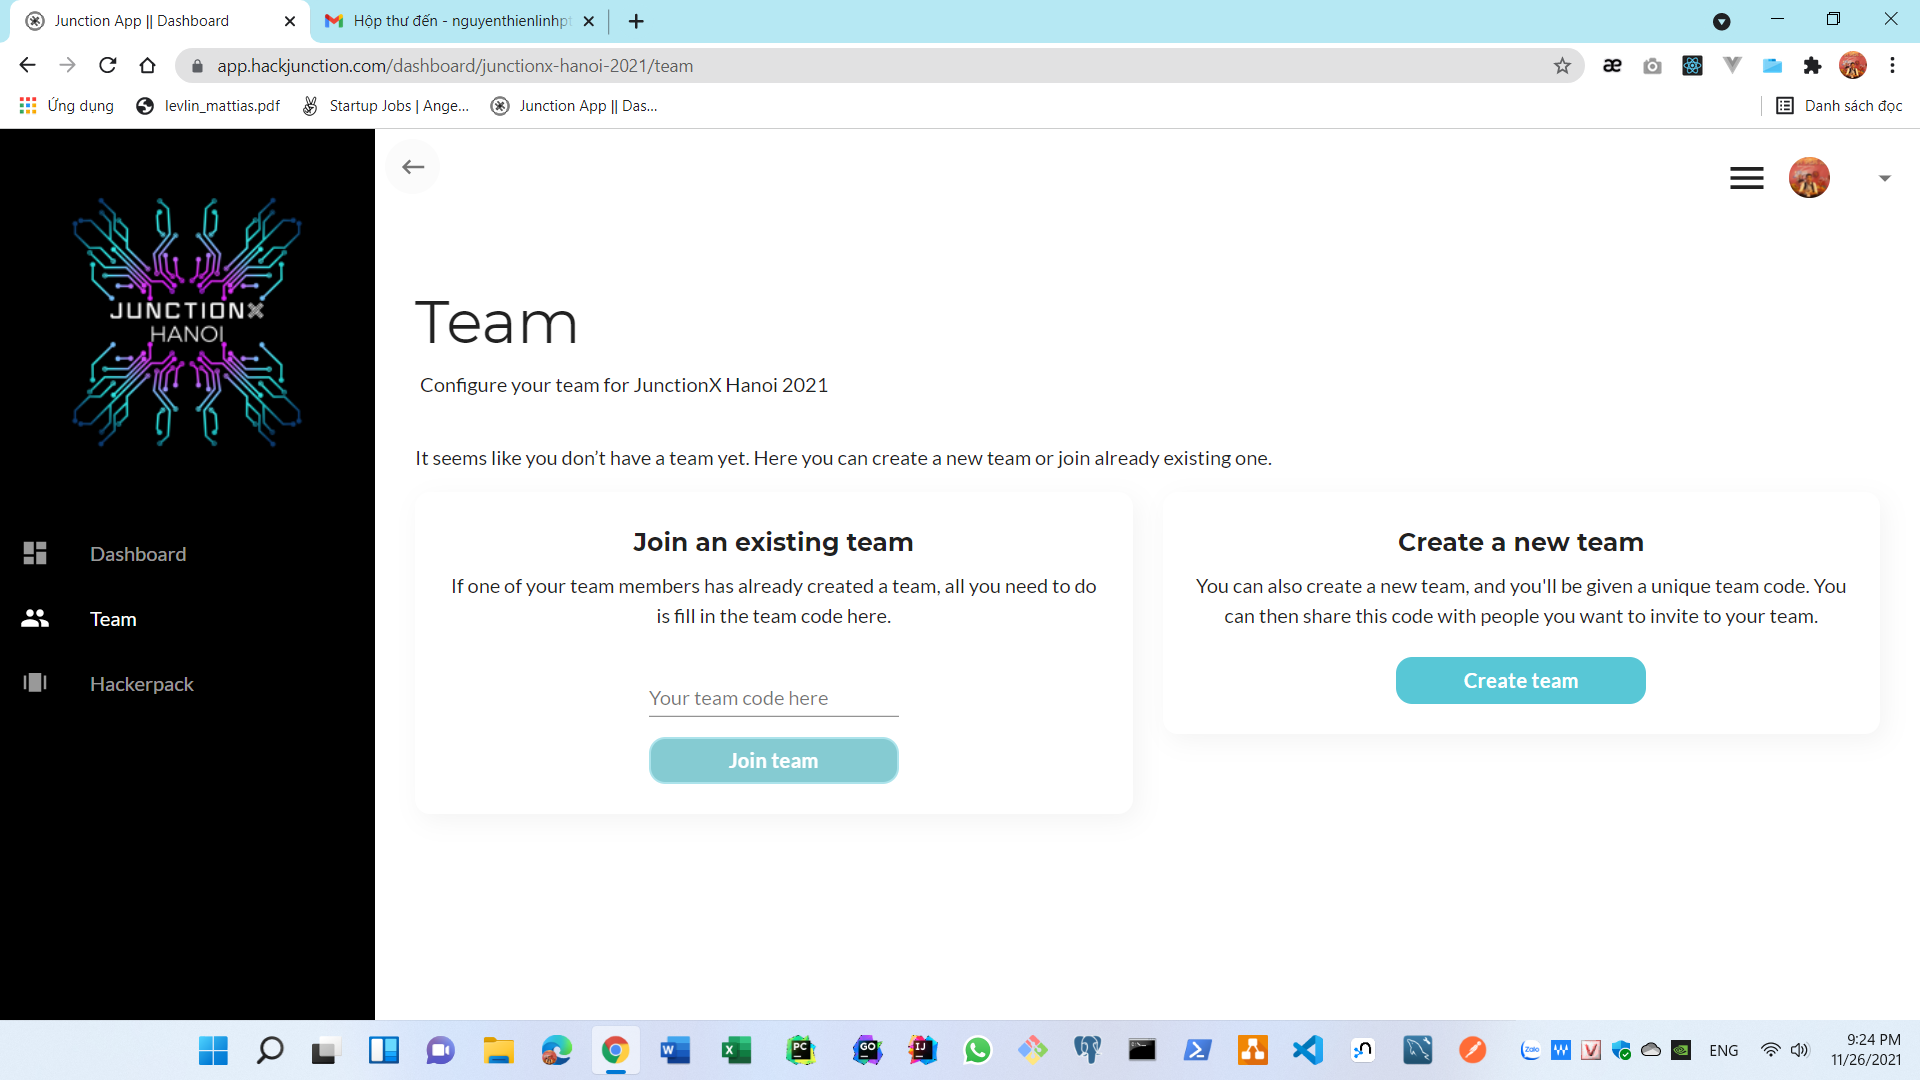 Junction App || Dashboard
Hộp thư đến - nguyenthienlinhpt
app.hackjunction.com/dashboard/junctionx-hanoi-2021/team
Ứng dụng
levlin_mattias.pdf
Startup Jobs | Ange...
Junction App || Das...
Danh sách đọc
JUNCTIONX
HANOI
Team
Configure your team for JunctionX Hanoi 2021
It seems like you don’t have a team yet. Here you can create a new team or join already existing one.
Dashboard
Team
Hackerpack
Join an existing team
If one of your team members has already created a team, all you need to do
is fill in the team code here.
Your team code here
Join team
Create a new team
You can also create a new team, and you'll be given a unique team code. You
can then share this code with people you want to invite to your team.
Create team
ENG
9:24 PM
11/26/2021